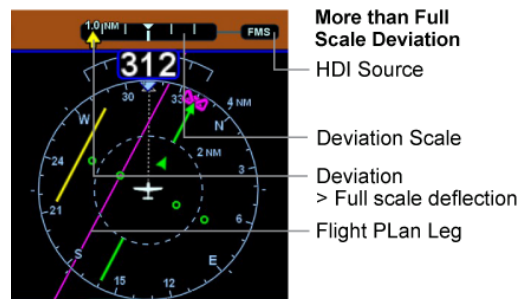 More than Full
Scale Deviation
1.0 NM
FMS
HDI Source
312
30
33
4 NM
W
N
Deviation Scale
24
2 NM
3
Deviation
> Full scale deflection
21
6
Flight PLan Leg
S
E
15
12